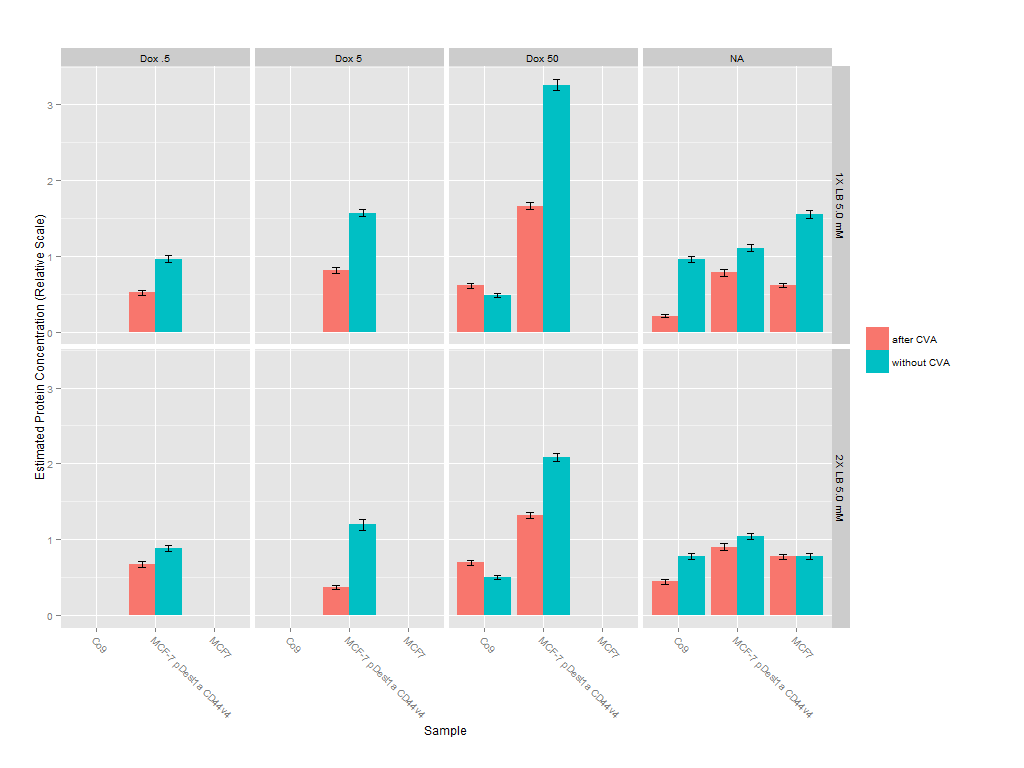 Dox .5
Dox 5
Dox 50
NA
Estimated Protein Concentration (Relative Scale)
3
2
1
0
1X LB 5.0 mM
3
2
1
0
2X LB 5.0 mM
after CVA
without CVA
Co9
MCF-7 pDest1a CD44v4
MCF7
Co9
MCF-7 pDest1a CD44v4
MCF7
Co9
MCF-7 pDest1a CD44v4
MCF7
Co9
MCF-7 pDest1a CD44v4
MCF7
Sample